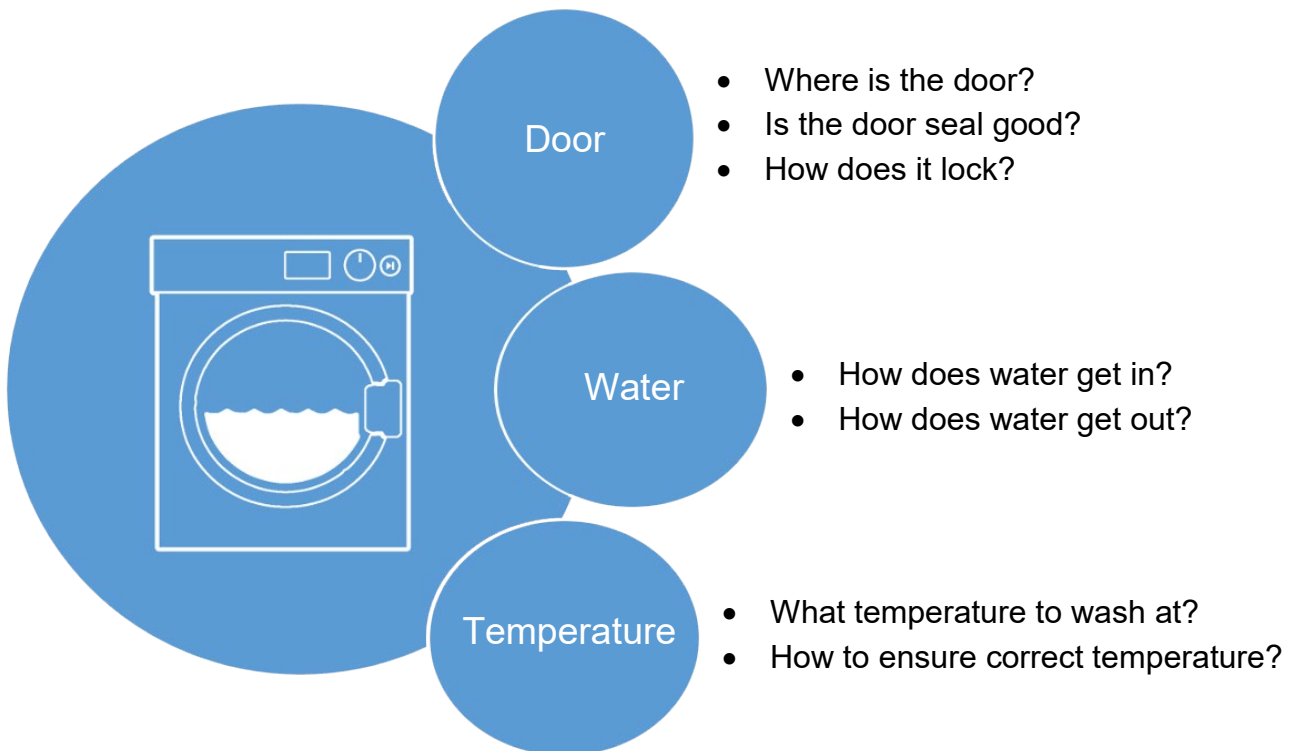 Door
• Where is the door?
• Is the door seal good?
• How does it lock?
Water
• How does water get in?
• How does water get out?
Temperature
• What temperature to wash at?
• How to ensure correct temperature?